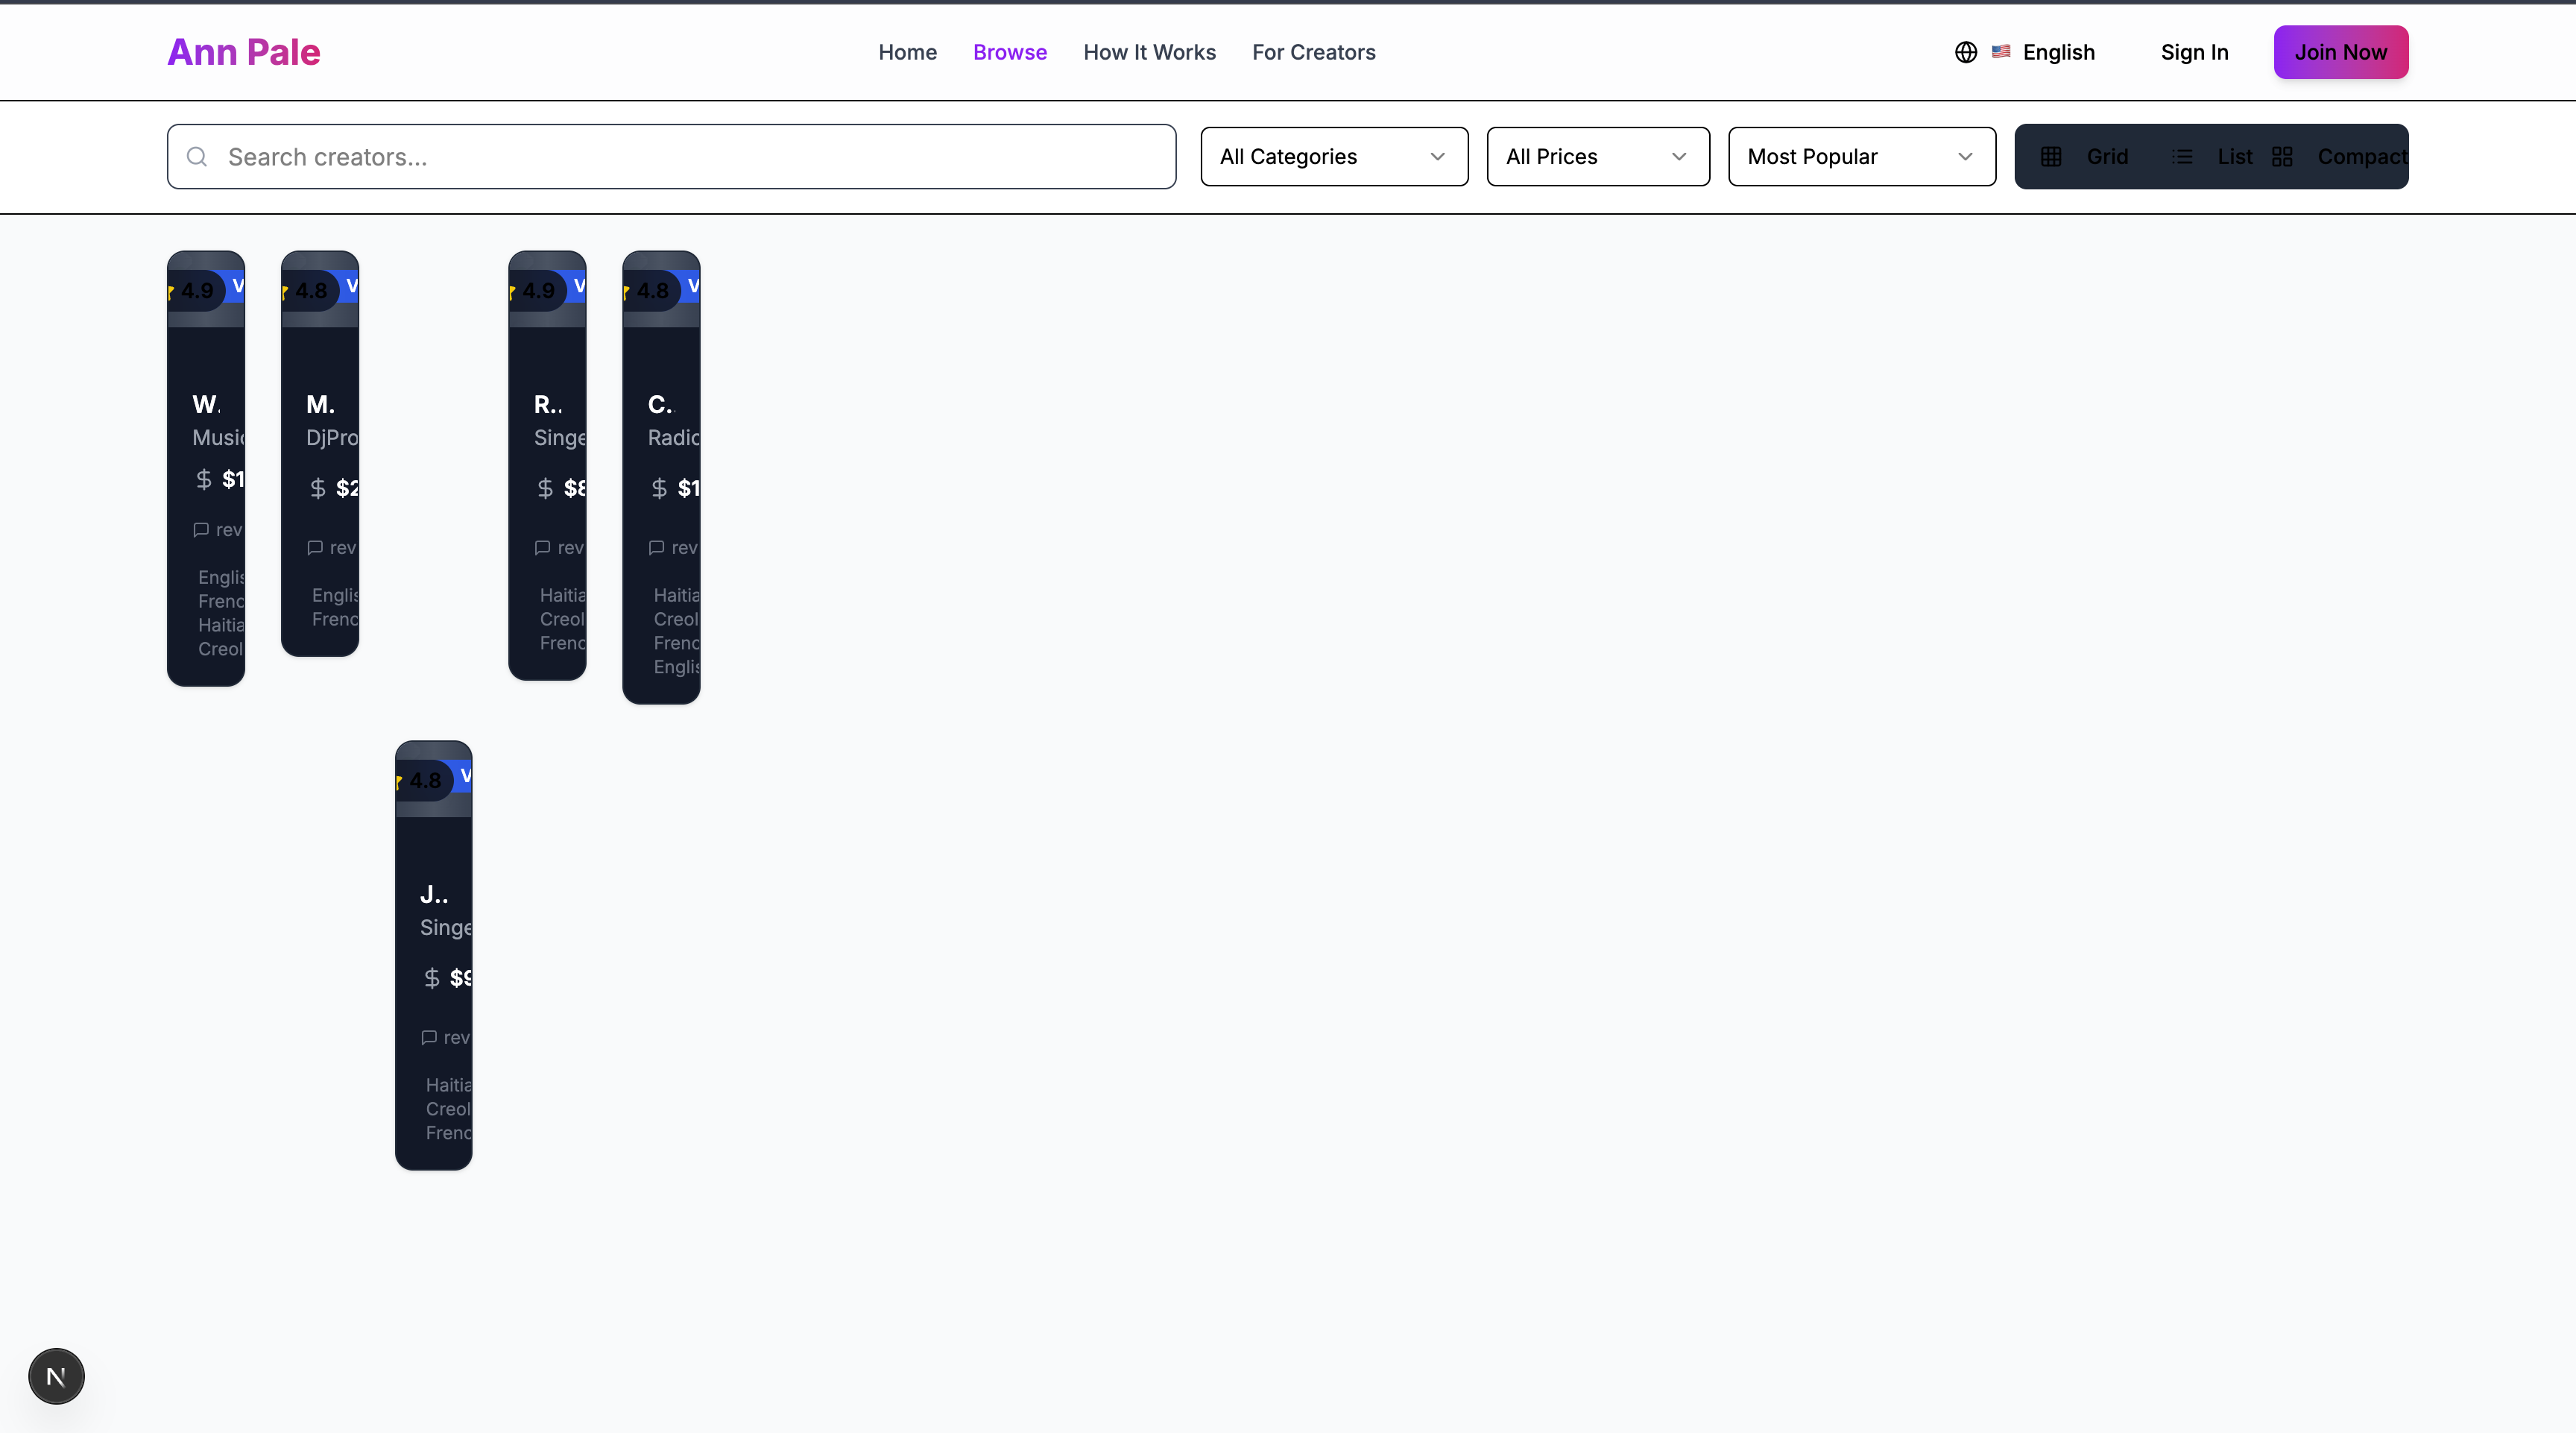 Ann Pale
Home Browse How It Works For Creators
English Sign In Join Now
Search creators...
All Categories
All Prices
Most Popular
Grid List Compact
4.9 V
W.
Music
$1
rev
Englis
Frenc
Haitia
Creol
4.8 V
M.
DjPro
$2
rev
Englis
Frenc
4.9 V
R..
Singe
$8
rev
Haitia
Creol
Frenc
4.8 V
C..
Radio
$1
rev
Haitia
Creol
Frenc
Englis
4.8 V
J..
Singe
$9
rev
Haitia
Creol
Frenc
N